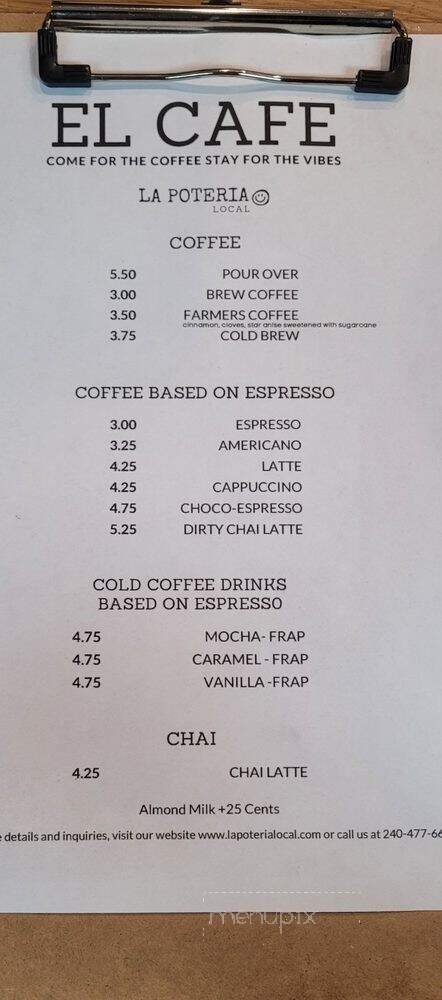 EL CAFE
COME FOR THE COFFEE STAY FOR THE VIBES
LA POTERIA
LOCAL
COFFEE
5.50 POUR OVER
3.00 BREW COFFEE
3.50 FARMERS COFFEE
cinnamon, cloves, star anise sweetened with sugarcane
3.75 COLD BREW
COFFEE BASED ON ESPRESSO
3.00 ESPRESSO
3.25 AMERICANO
4.25 LATTE
4.25 CAPPUCCINO
4.75 CHOCO-ESPRESSO
5.25 DIRTY CHAI LATTE
COLD COFFEE DRINKS
BASED ON ESPRESS0
4.75 MOCHA- FRAP
4.75 CARAMEL - FRAP
4.75 VANILLA -FRAP
CHAI
4.25 CHAI LATTE
Almond Milk +25 Cents
details and inquiries, visit our website www.lapoterialocal.com or call us at 240-477-66
menupix